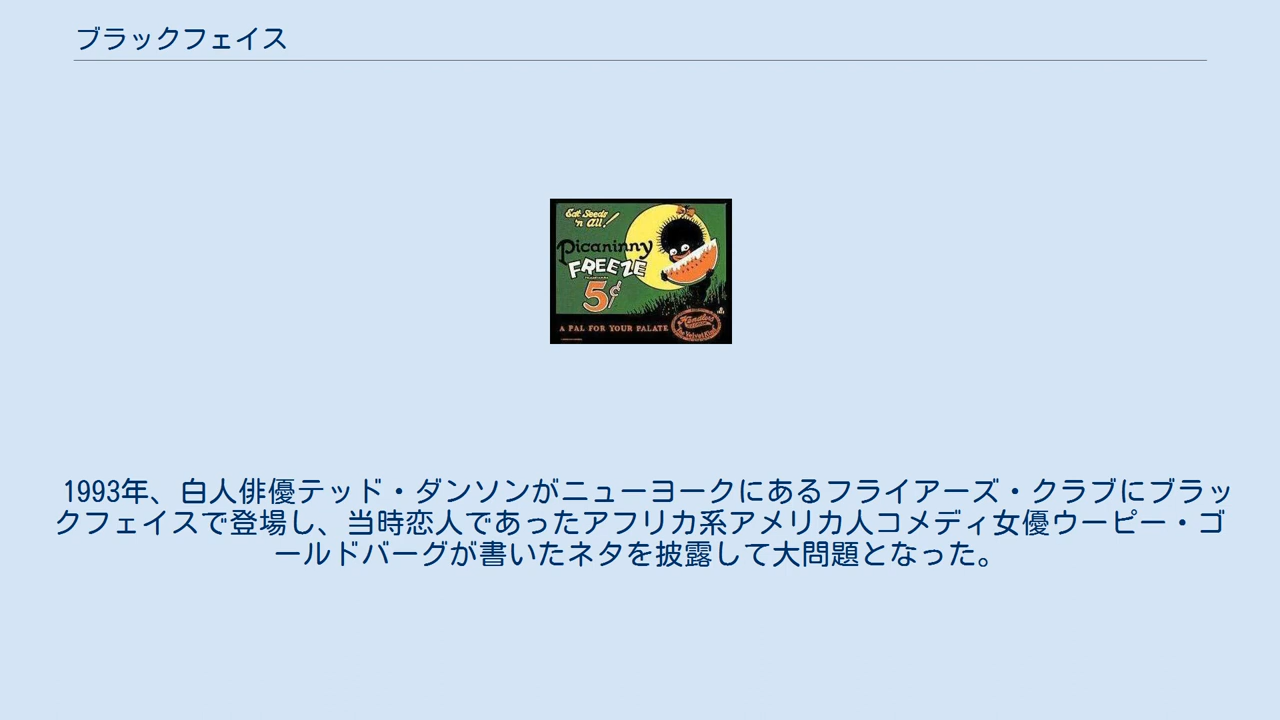 ブラックフェイス
Eat Seeds
'n all!
Picaninny
FREEZE
5¢
A PAL FOR YOUR PALATE
Hendlers
The Velvet Kind
1993年、白人俳優テッド・ダンソンがニューヨークにあるフライアーズ・クラブにブラッ
クフェイスで登場し、当時恋人であったアフリカ系アメリカ人コメディ女優ウーピー・ゴ
ールドバーグが書いたネタを披露して大問題となった。